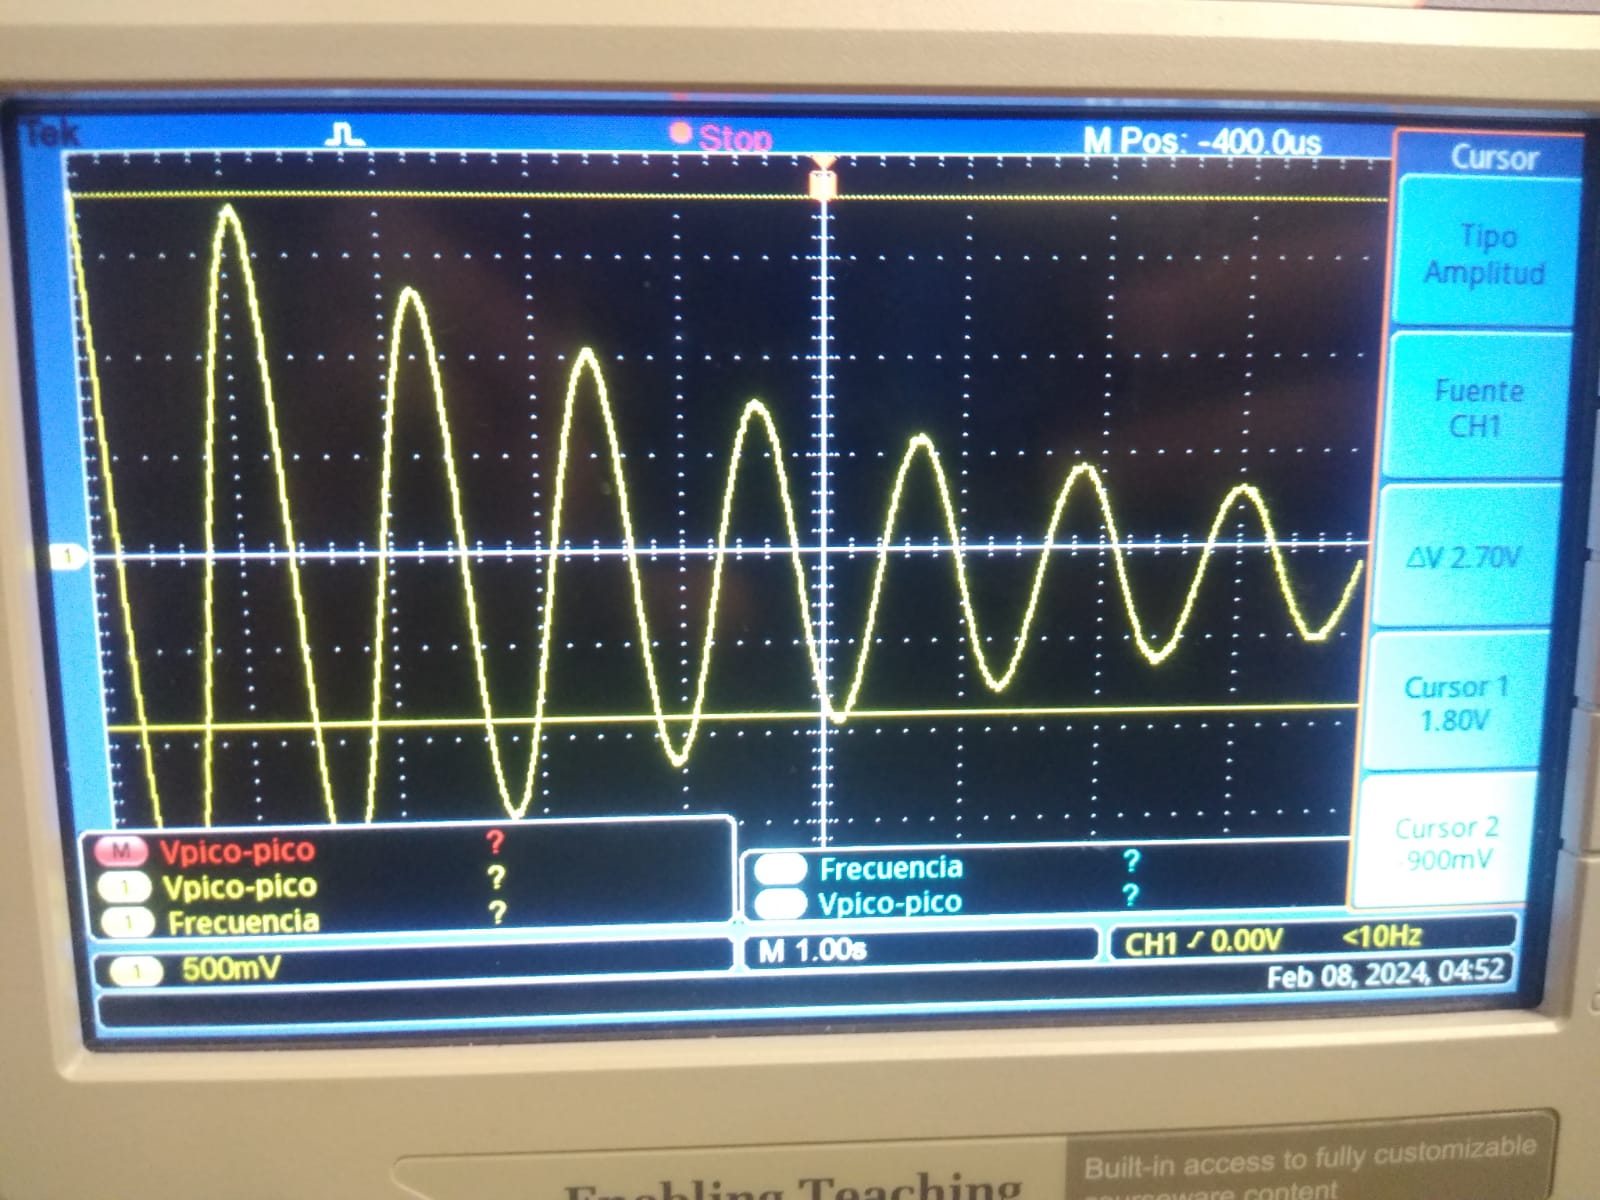 Tek
Stop
M Pos: -400.0us
Cursor
Tipo
Amplitud
Fuente
CH1
ΔV 2.70V
Cursor 1
1.80V
Cursor 2
-900mV
1
M Vpico-pico ?
1 Vpico-pico ?
1 Frecuencia ?
Frecuencia ?
Vpico-pico ?
1 500mV
M 1.00s
CH1 / 0.00V <10Hz
Feb 08, 2024, 04:52
Enabling Teaching
Built-in access to fully customizable
courseware content